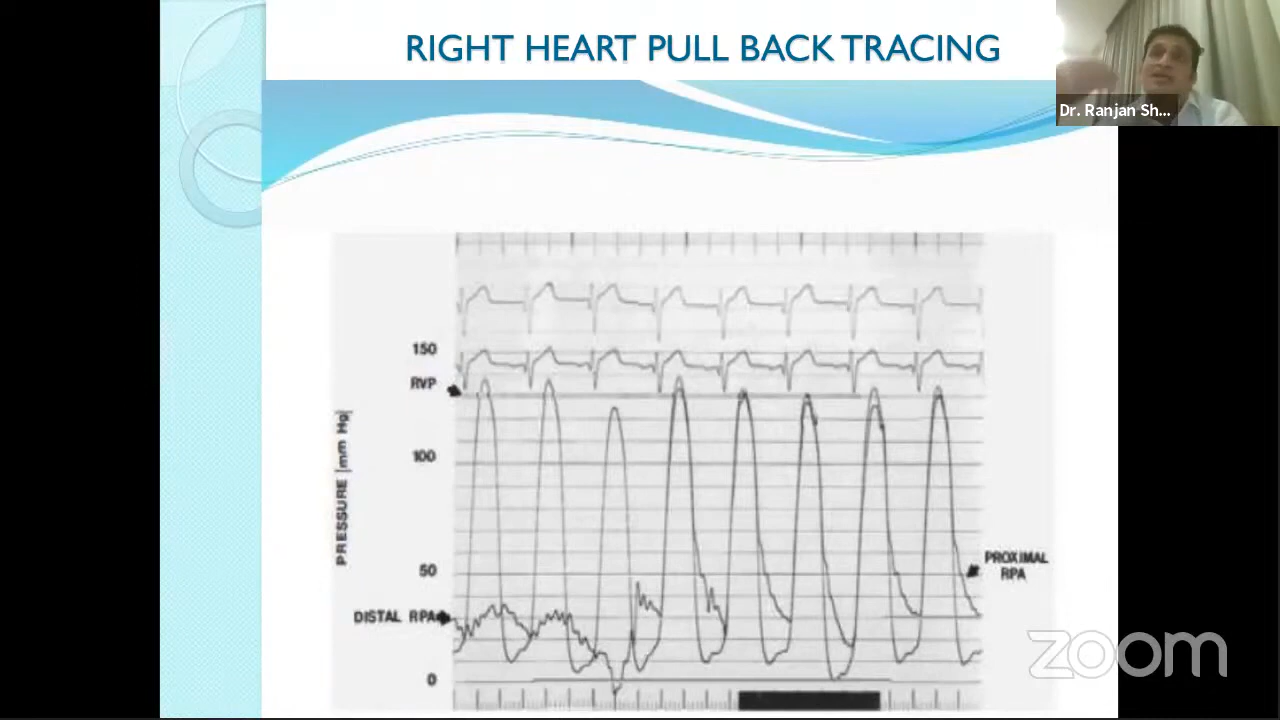 RIGHT HEART PULL BACK TRACING
Dr. Ranjan Sh...
150
RVP
100
PRESSURE [mm Hg]
50
PROXIMAL
RPA
DISTAL RPA
0
zoom